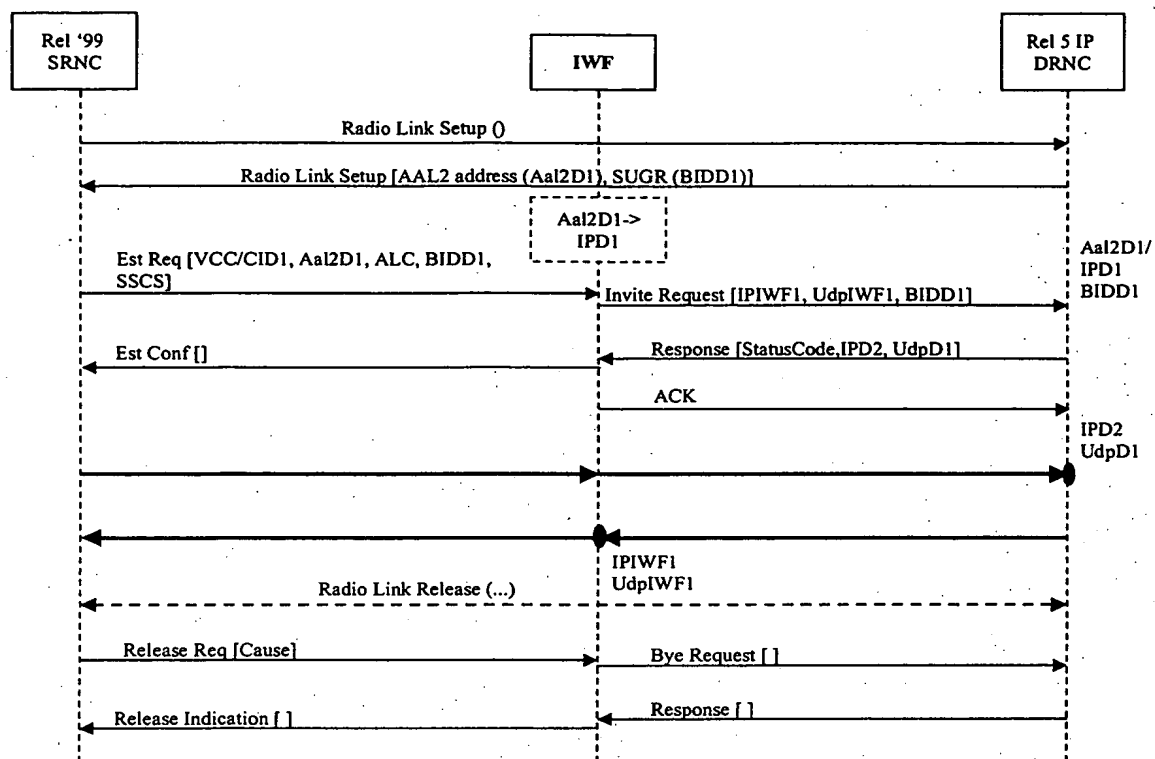 Rel '99
SRNC
IWF
Rel 5 IP
DRNC
Radio Link Setup ()
Radio Link Setup [AAL2 address (Aal2D1), SUGR (BIDD1)]
Aal2D1->
IPD1
Aal2D1/
IPD1
BIDD1
Est Req [VCC/CID1, Aal2D1, ALC, BIDD1,
SSCS]
Invite Request [IPIWF1, UdpIWF1, BIDD1]
Est Conf []
Response [StatusCode,IPD2, UdpD1]
ACK
IPD2
UdpD1
IPIWF1
UdpIWF1
Radio Link Release (...)
Release Req [Cause]
Bye Request [ ]
Release Indication [ ]
Response [ ]